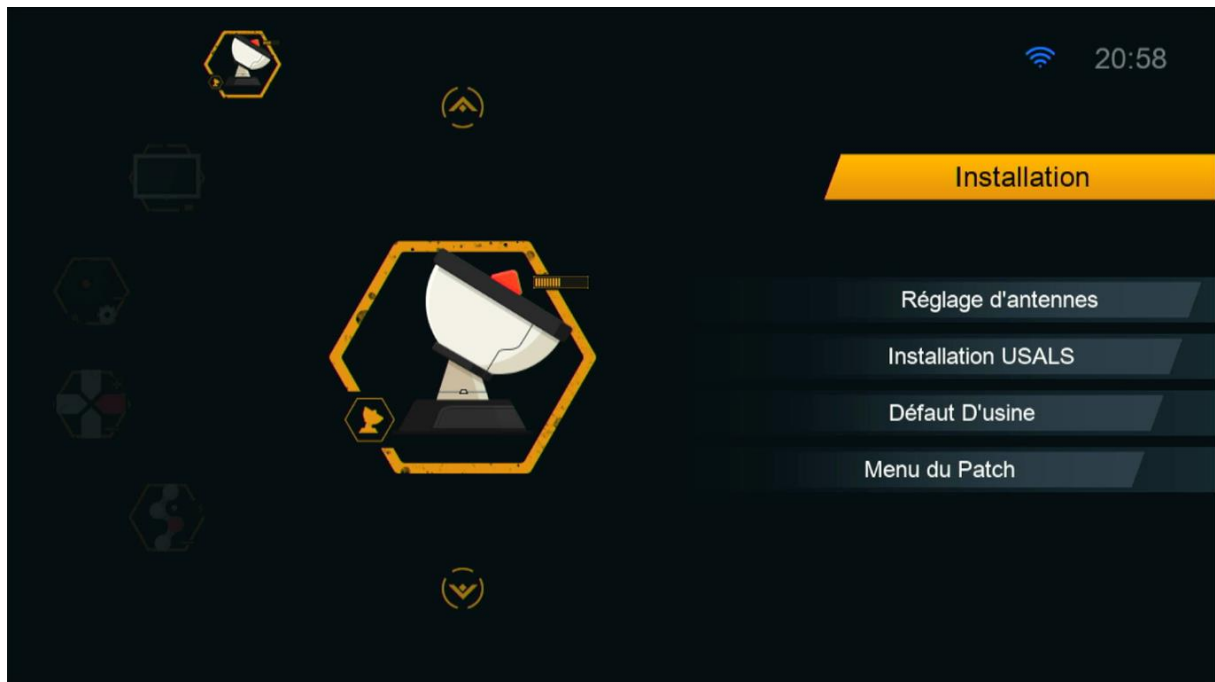 20:58
Installation
Réglage d'antennes
Installation USALS
Défaut D'usine
Menu du Patch